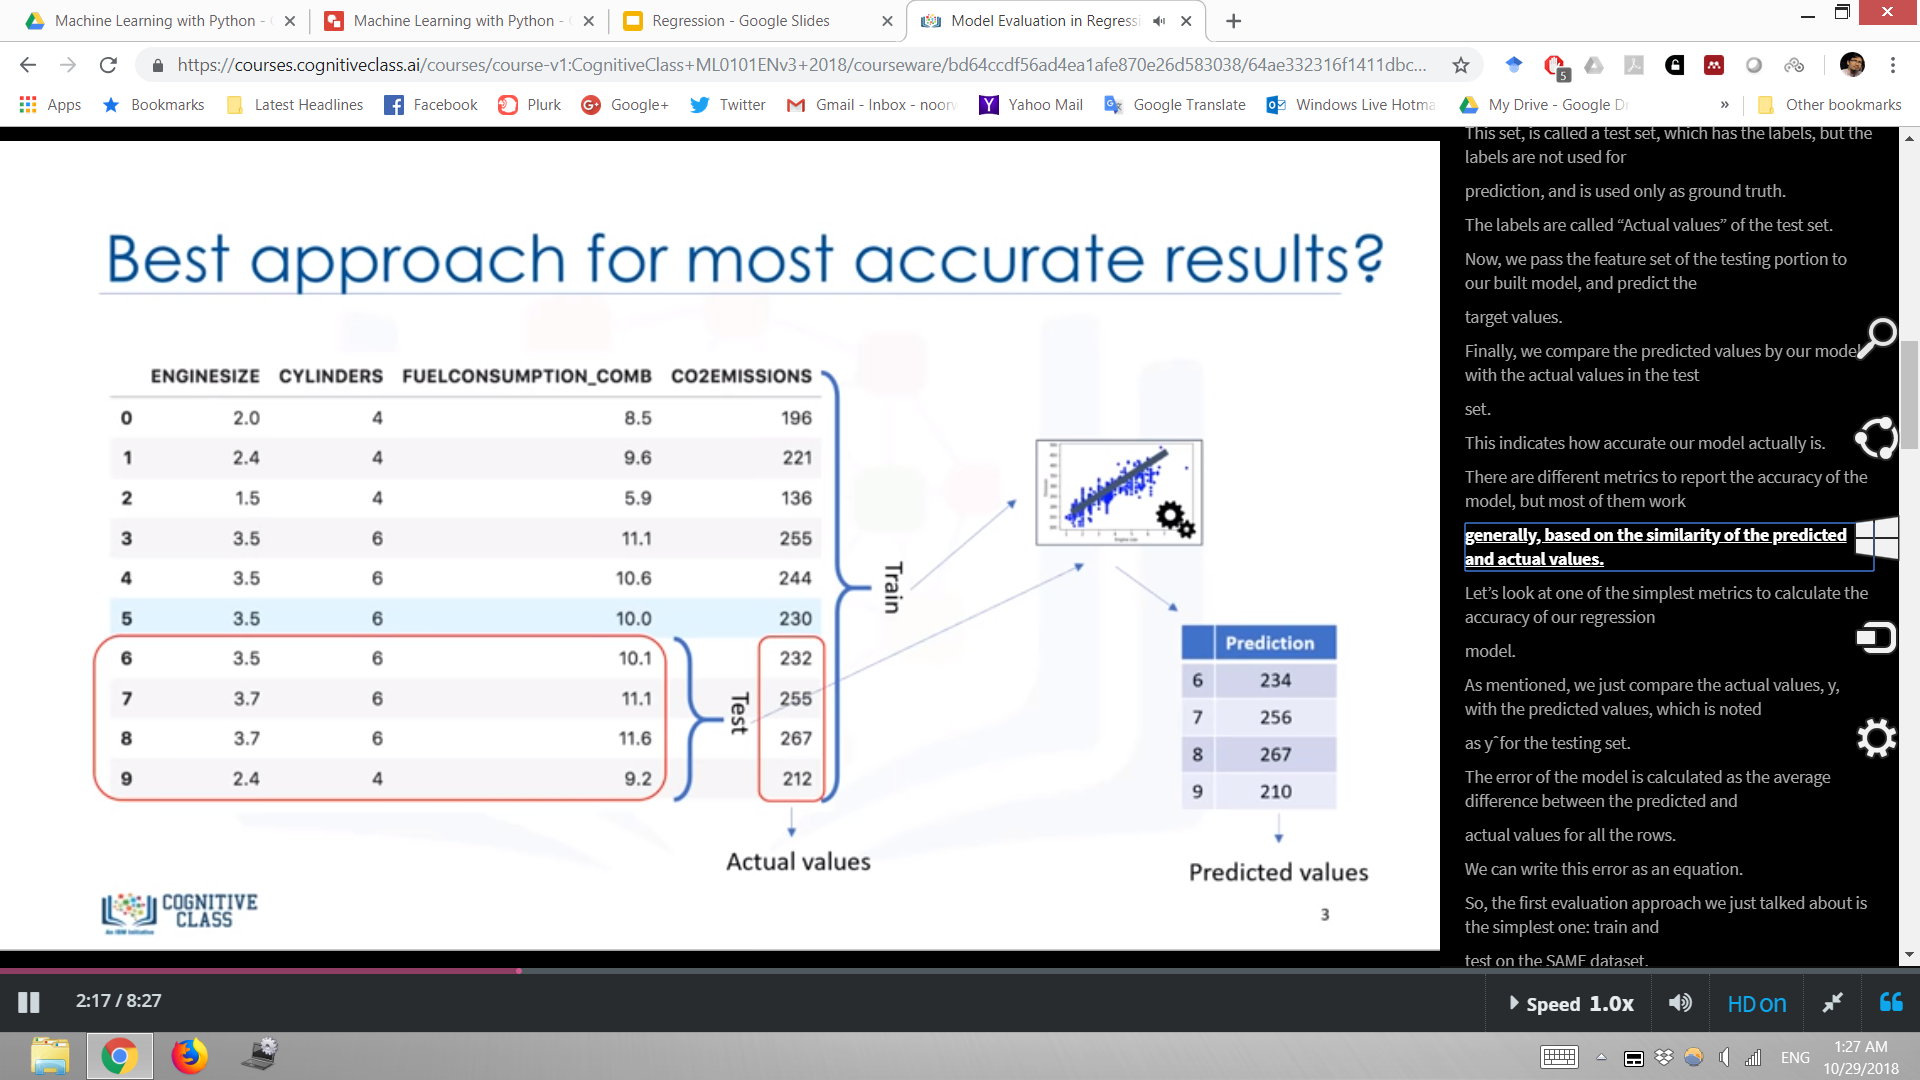 Machine Learning with Python -
Machine Learning with Python -
Regression - Google Slides
Model Evaluation in Regressi
https://courses.cognitiveclass.ai/courses/course-v1:CognitiveClass+ML0101ENv3+2018/courseware/bd64ccdf56ad4ea1afe870e26d583038/64ae332316f1411dbc...
5
Apps
Bookmarks
Latest Headlines
Facebook
Plurk
Google+
Twitter
Gmail - Inbox - noorv
Yahoo Mail
Google Translate
Windows Live Hotma
My Drive - Google Dr
»
Other bookmarks
Best approach for most accurate results?
ENGINESIZE CYLINDERS FUELCONSUMPTION_COMB CO2EMISSIONS
0 2.0 4 8.5 196
1 2.4 4 9.6 221
2 1.5 4 5.9 136
3 3.5 6 11.1 255
4 3.5 6 10.6 244
5 3.5 6 10.0 230
6 3.5 6 10.1 232
7 3.7 6 11.1 255
8 3.7 6 11.6 267
9 2.4 4 9.2 212
Train
Test
Actual values
Prediction
6 234
7 256
8 267
9 210
Predicted values
COGNITIVE
CLASS
An IBM Initiative
3
This set, is called a test set, which has the labels, but the
labels are not used for
prediction, and is used only as ground truth.
The labels are called “Actual values” of the test set.
Now, we pass the feature set of the testing portion to
our built model, and predict the
target values.
Finally, we compare the predicted values by our model
with the actual values in the test
set.
This indicates how accurate our model actually is.
There are different metrics to report the accuracy of the
model, but most of them work
generally, based on the similarity of the predicted
and actual values.
Let’s look at one of the simplest metrics to calculate the
accuracy of our regression
model.
As mentioned, we just compare the actual values, y,
with the predicted values, which is noted
as yˆ for the testing set.
The error of the model is calculated as the average
difference between the predicted and
actual values for all the rows.
We can write this error as an equation.
So, the first evaluation approach we just talked about is
the simplest one: train and
test on the SAME dataset.
2:17 / 8:27
Speed 1.0x
HD on
ENG
1:27 AM
10/29/2018